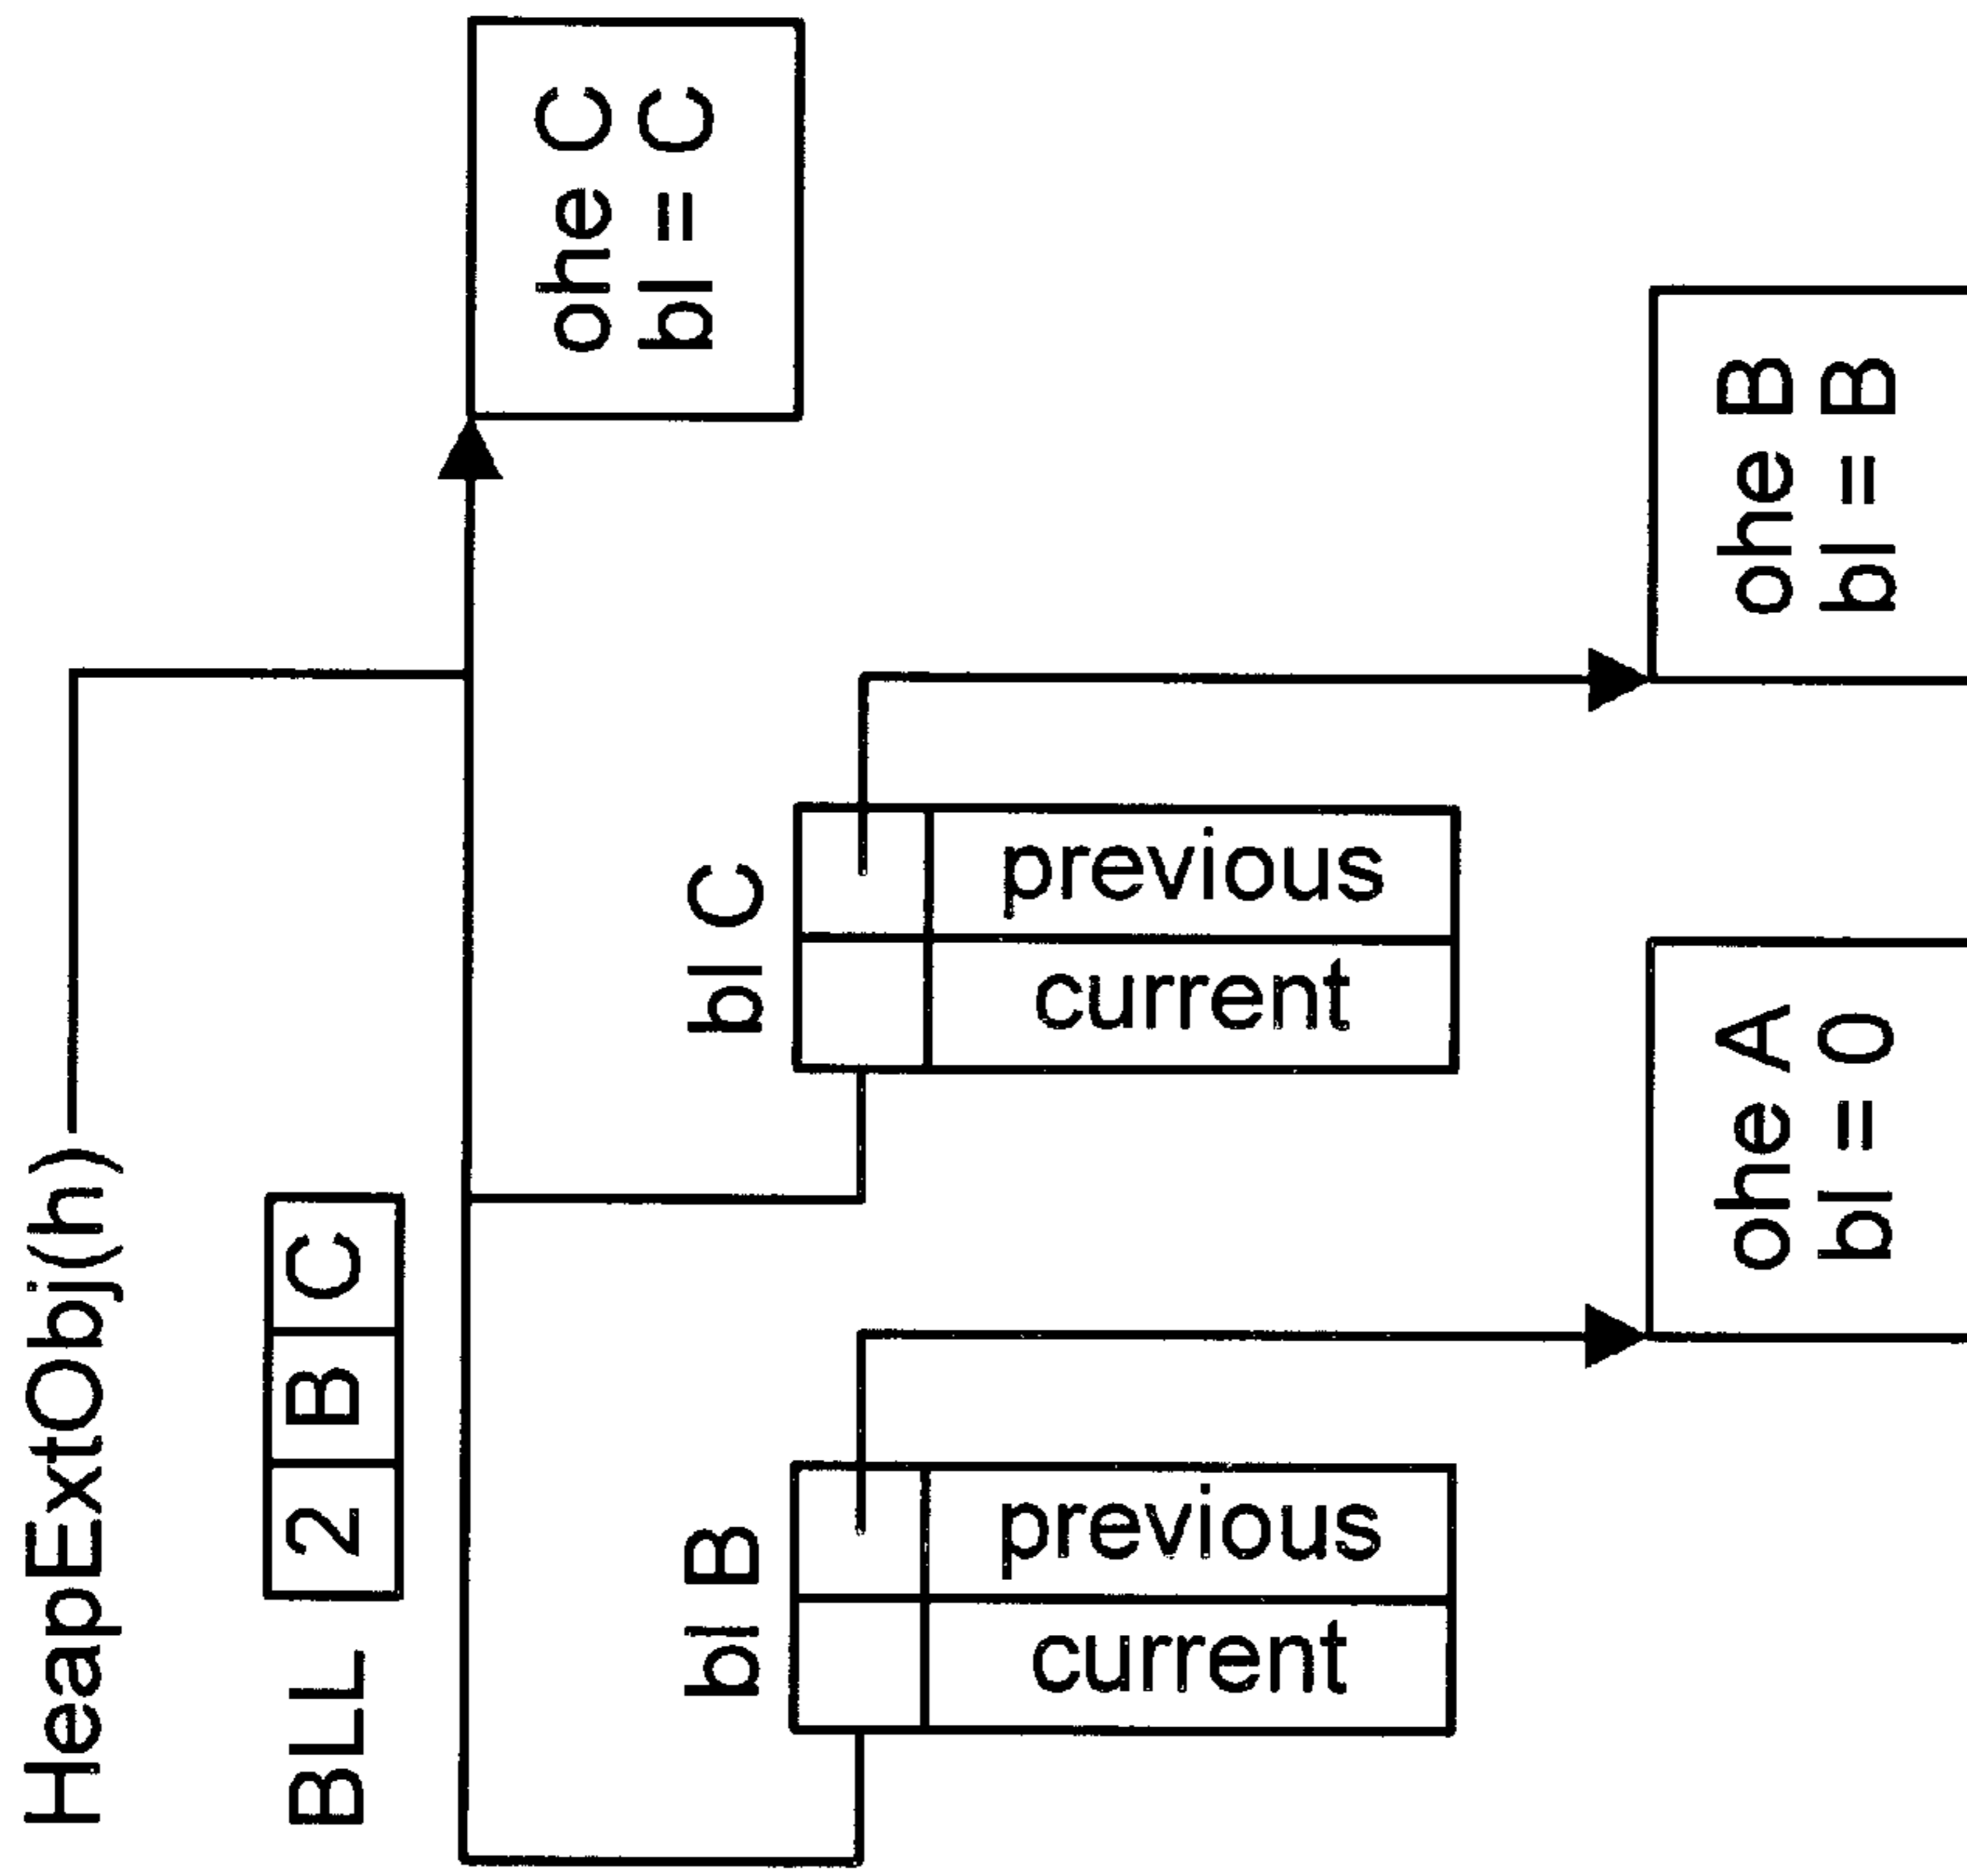 HeapExtObj(h)
BLL 2 B C
ohe C
bl = C
bl B
previous
current
bl C
previous
current
ohe A
bl = 0
ohe B
bl = B